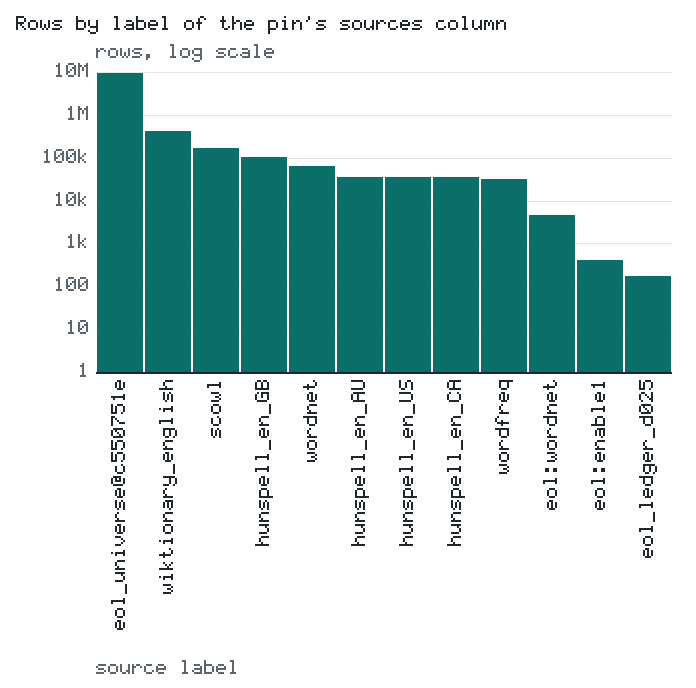 Rows by label of the pin's sources column
rows, log scale
10M
1M
100k
10k
1k
100
10
1
eol_universe@c550751e
wiktionary_english
scowl
hunspell_en_GB
wordnet
hunspell_en_AU
hunspell_en_US
hunspell_en_CA
wordfreq
eol:wordnet
eol:enable1
eol_ledger_d025
source label